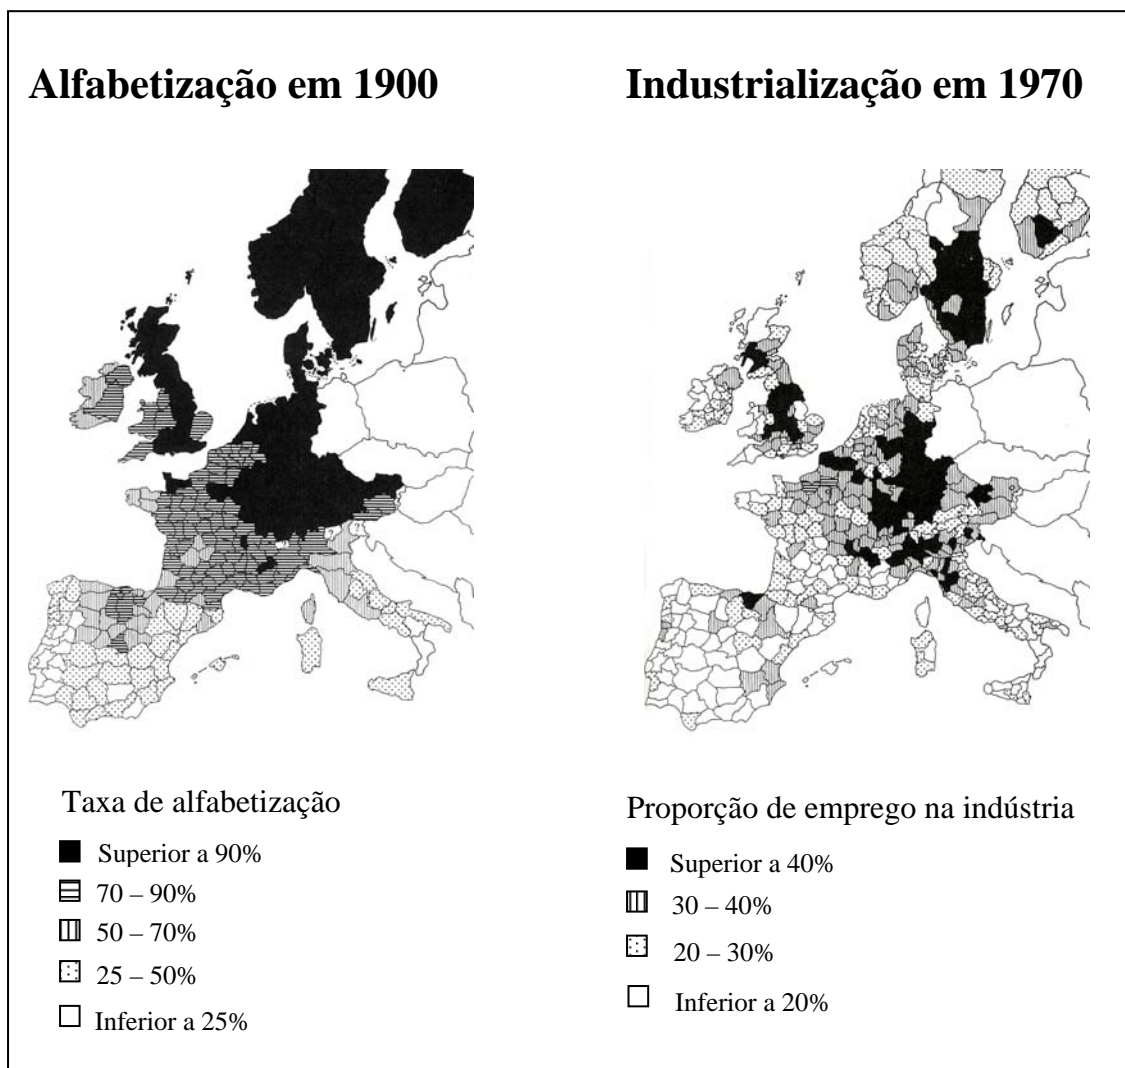 Alfabetização em 1900
Industrialização em 1970
Taxa de alfabetização
Superior a 90%
70 – 90%
50 – 70%
25 – 50%
Inferior a 25%
Proporção de emprego na indústria
Superior a 40%
30 – 40%
20 – 30%
Inferior a 20%